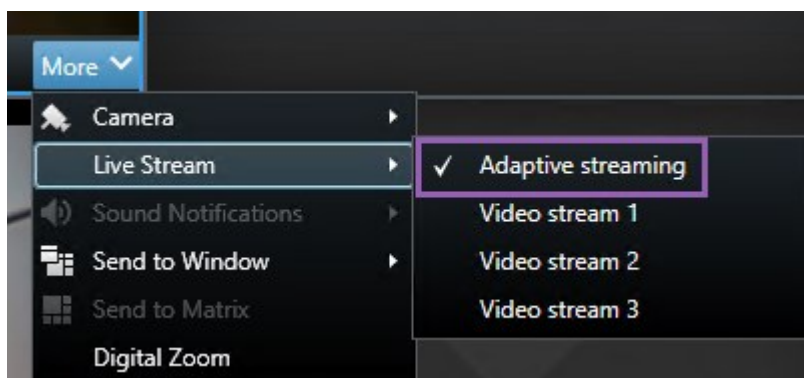 More
Camera
Live Stream
Sound Notifications
Send to Window
Send to Matrix
Digital Zoom
Adaptive streaming
Video stream 1
Video stream 2
Video stream 3